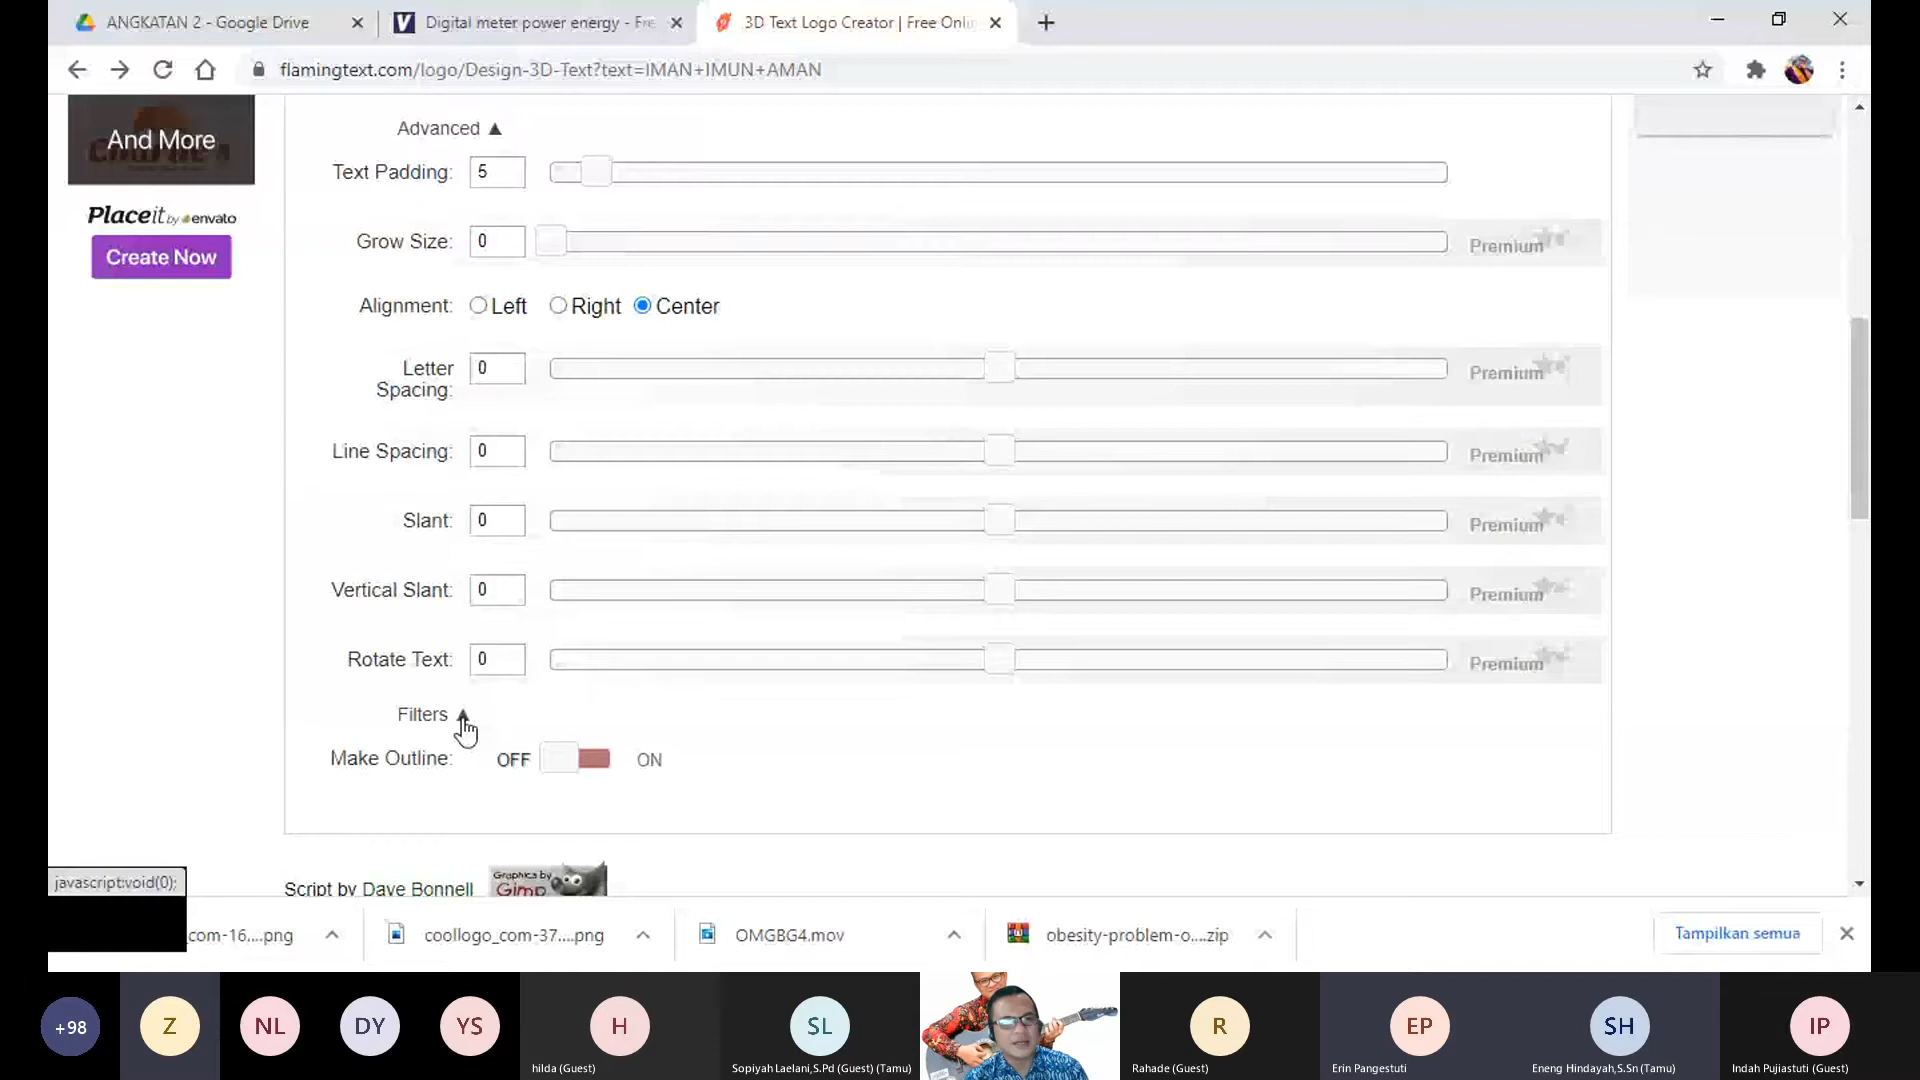 ANGKATAN 2 - Google Drive
Digital meter power energy - Fre
3D Text Logo Creator | Free Onli
flamingtext.com/logo/Design-3D-Text?text=IMAN+IMUN+AMAN
And More
Placeit by envato
Create Now
Advanced ▲
Text Padding: 5
Grow Size: 0 Premium
Alignment: Left Right Center
Letter Spacing: 0 Premium
Line Spacing: 0 Premium
Slant: 0 Premium
Vertical Slant: 0 Premium
Rotate Text: 0 Premium
Filters ▲
Make Outline: OFF ON
Script by Dave Bonnell
Graphics by
Gimp
javascript:void(0);
com-16....png
coollogo_com-37....png
OMGBG4.mov
obesity-problem-o....zip
Tampilkan semua
+98
Z
NL
DY
YS
H
hilda (Guest)
SL
Sopiyah Laelani,S.Pd (Guest) (Tamu)
R
Rahade (Guest)
EP
Erin Pangestuti
SH
Eneng Hindayah,S.Sn (Tamu)
IP
Indah Pujiastuti (Guest)